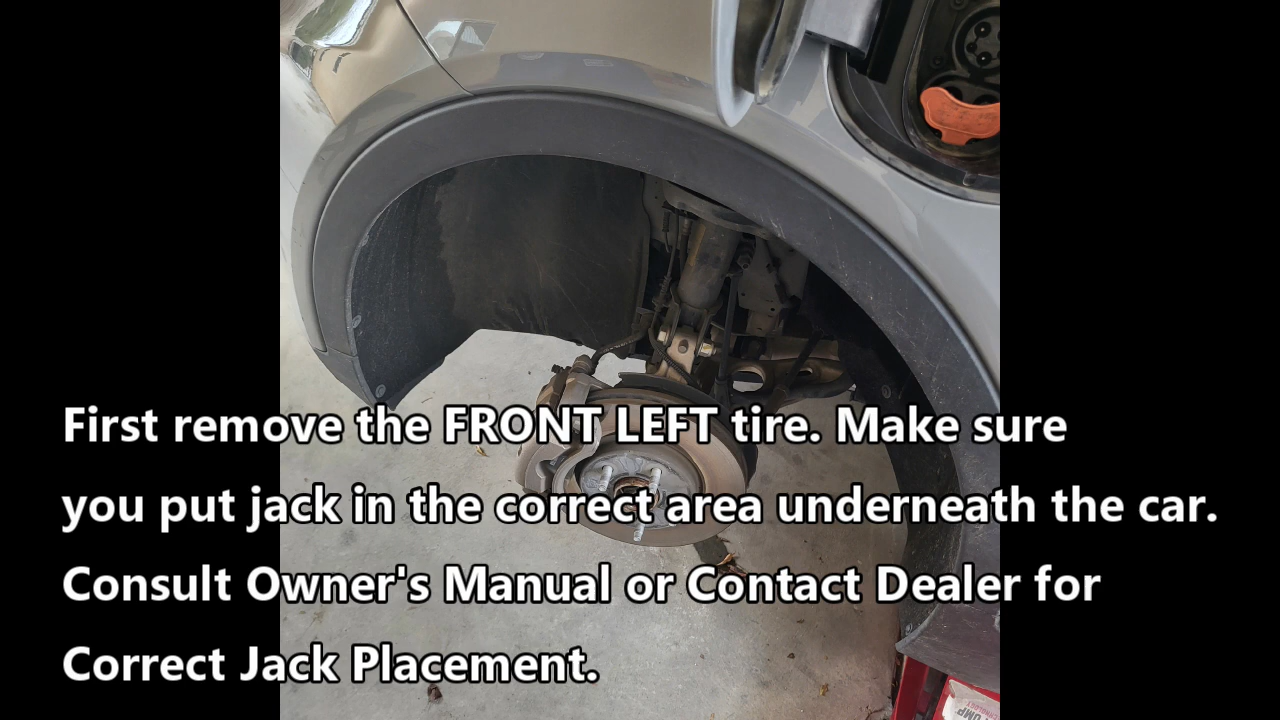 First remove the FRONT LEFT tire. Make sure
you put jack in the correct area underneath the car.
Consult Owner's Manual or Contact Dealer for
Correct Jack Placement.